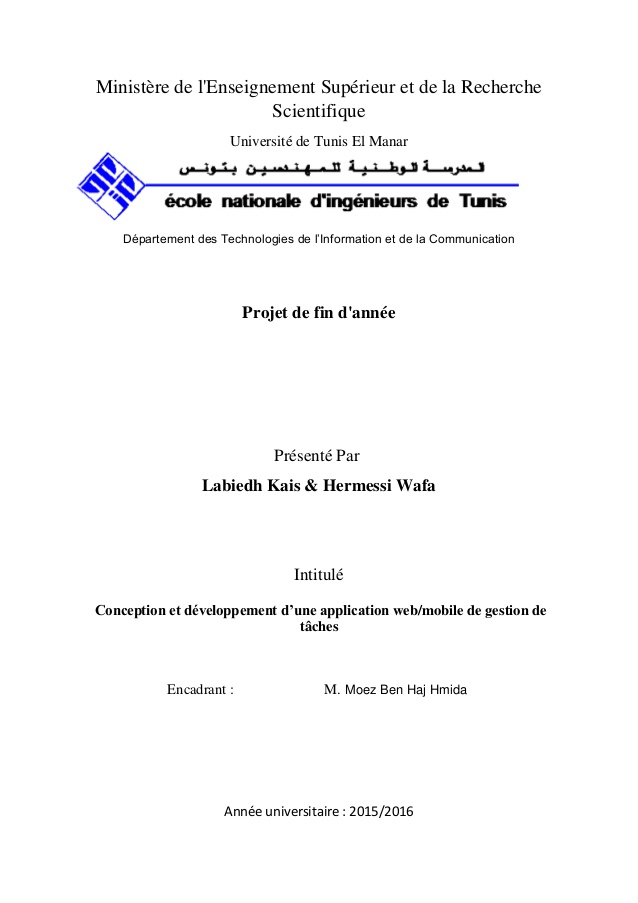 Ministère de l'Enseignement Supérieur et de la Recherche
Scientifique
Université de Tunis El Manar
المدرسة الوطنية للمهندسين بتونس
école nationale d'ingénieurs de Tunis
Département des Technologies de l’Information et de la Communication
Projet de fin d'année
Présenté Par
Labiedh Kais & Hermessi Wafa
Intitulé
Conception et développement d’une application web/mobile de gestion de
tâches
Encadrant : M. Moez Ben Haj Hmida
Année universitaire : 2015/2016